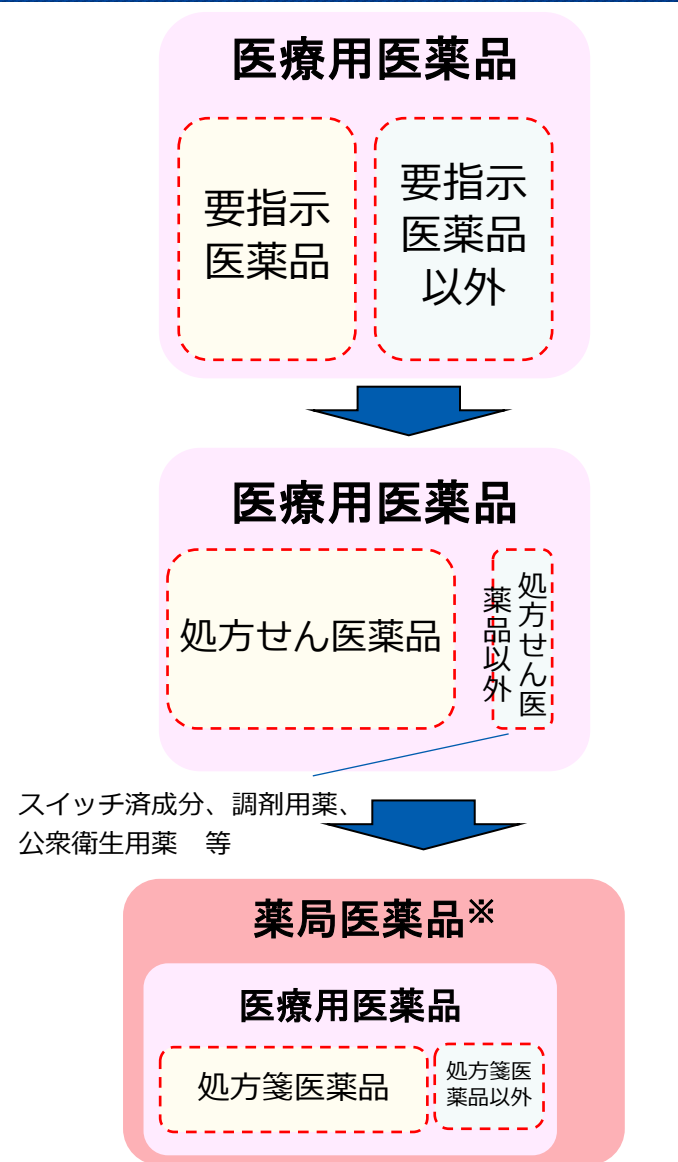 医療用医薬品
要指示
医薬品
要指示
医薬品
以外
医療用医薬品
処方せん医薬品
処方せん医
薬品以外
スイッチ済成分、調剤用薬、
公衆衛生用薬　等
薬局医薬品※
医療用医薬品
処方箋医薬品
処方箋医
薬品以外